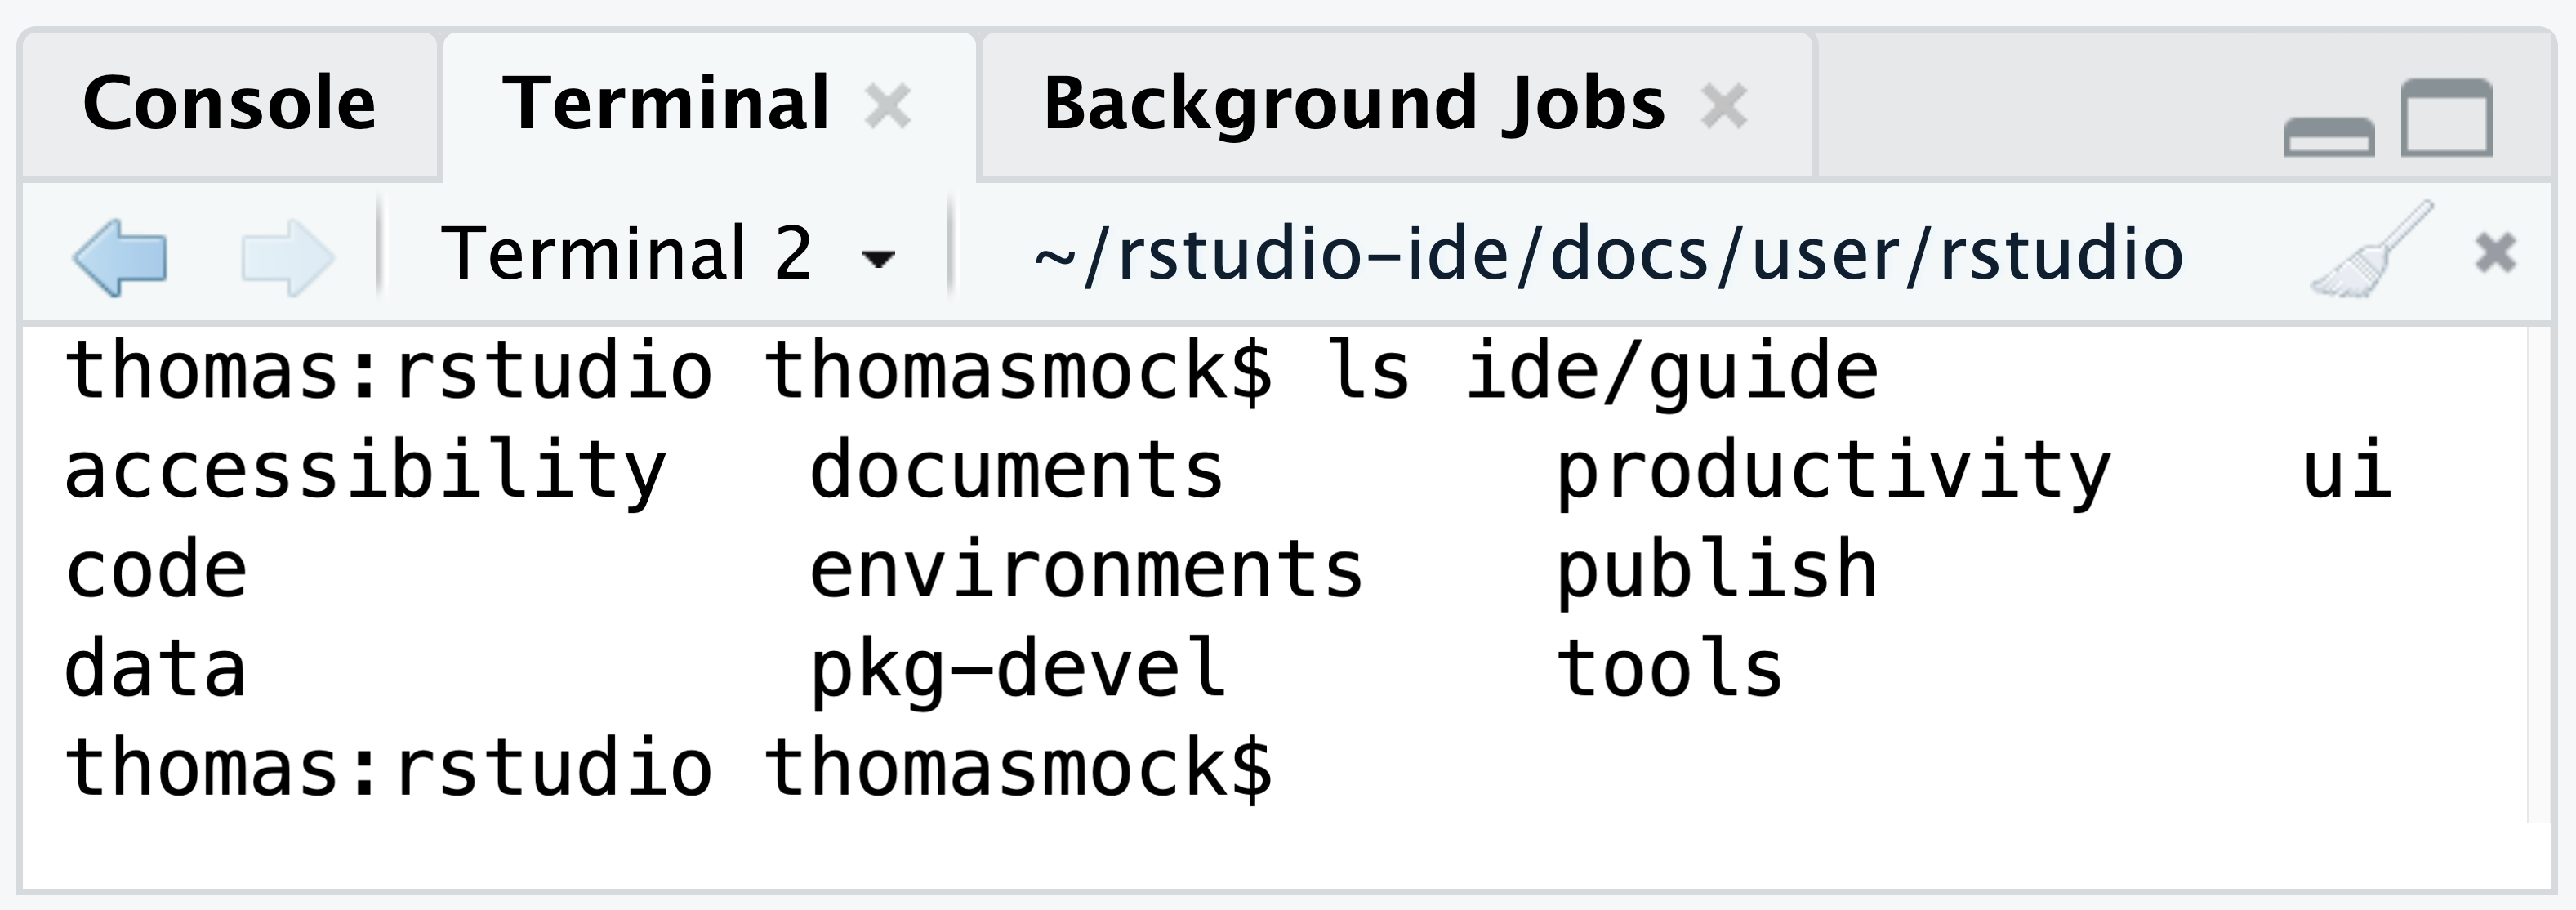 Console Terminal Background Jobs
Terminal 2 ~/rstudio-ide/docs/user/rstudio
thomas:rstudio thomasmock$ ls ide/guide
accessibility documents productivity ui
code environments publish
data pkg-devel tools
thomas:rstudio thomasmock$